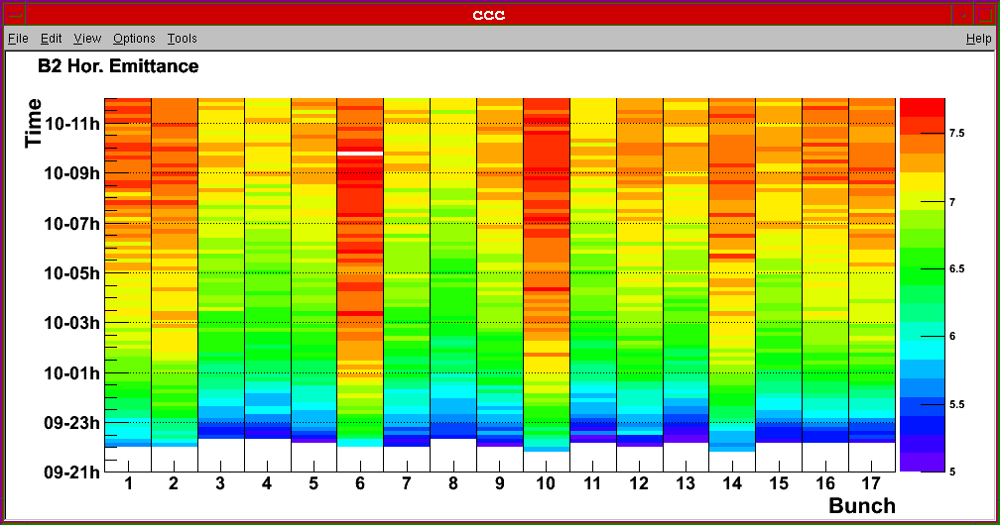 ccc
File Edit View Options Tools Help
B2 Hor. Emittance
Time
10-11h
10-09h
10-07h
10-05h
10-03h
10-01h
09-23h
09-21h
7.5
7
6.5
6
5.5
5
1 2 3 4 5 6 7 8 9 10 11 12 13 14 15 16 17
Bunch